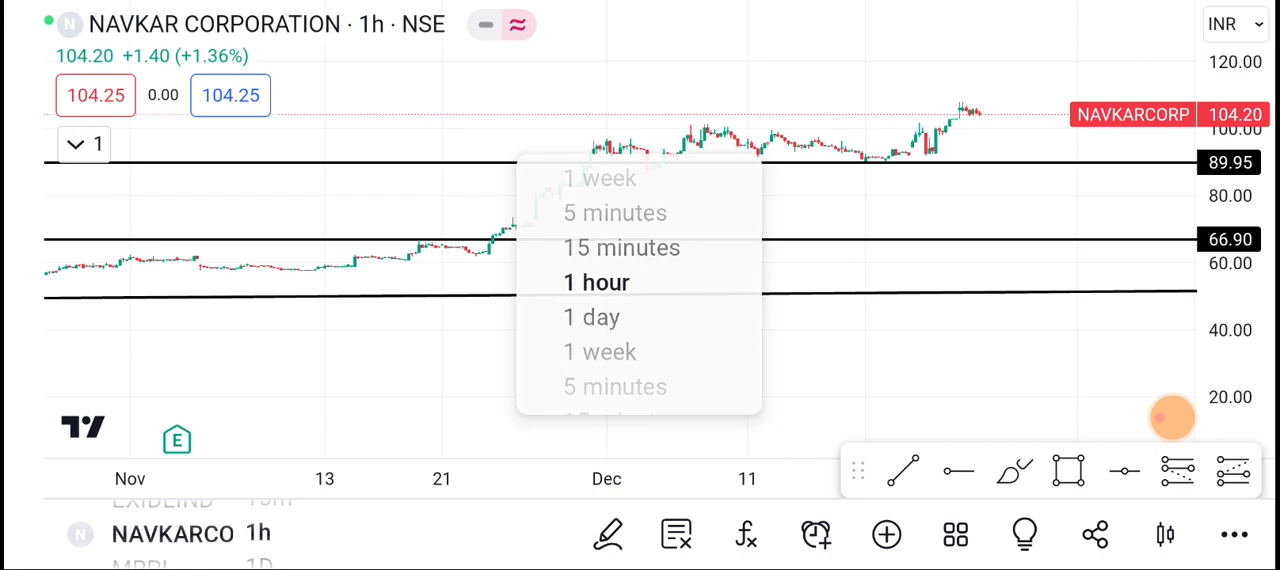 N NAVKAR CORPORATION · 1h · NSE
INR
104.20 +1.40 (+1.36%)
120.00
104.25 0.00 104.25
NAVKARCORP 104.20
100.00
1
89.95
1 week
80.00
5 minutes
66.90
15 minutes
60.00
1 hour
1 day
40.00
1 week
5 minutes
20.00
E
Nov 13 21 Dec 11
N NAVKARCO 1h